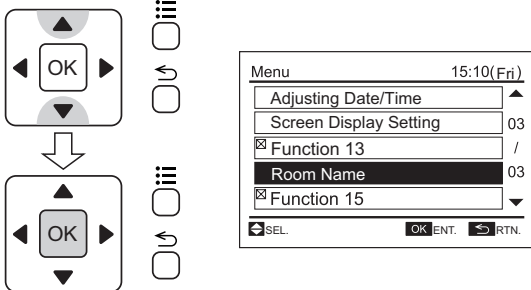 OK
OK
Menu 15:10(Fri)
Adjusting Date/Time
Screen Display Setting 03
Function 13 /
Room Name 03
Function 15
SEL. OK ENT. RTN.